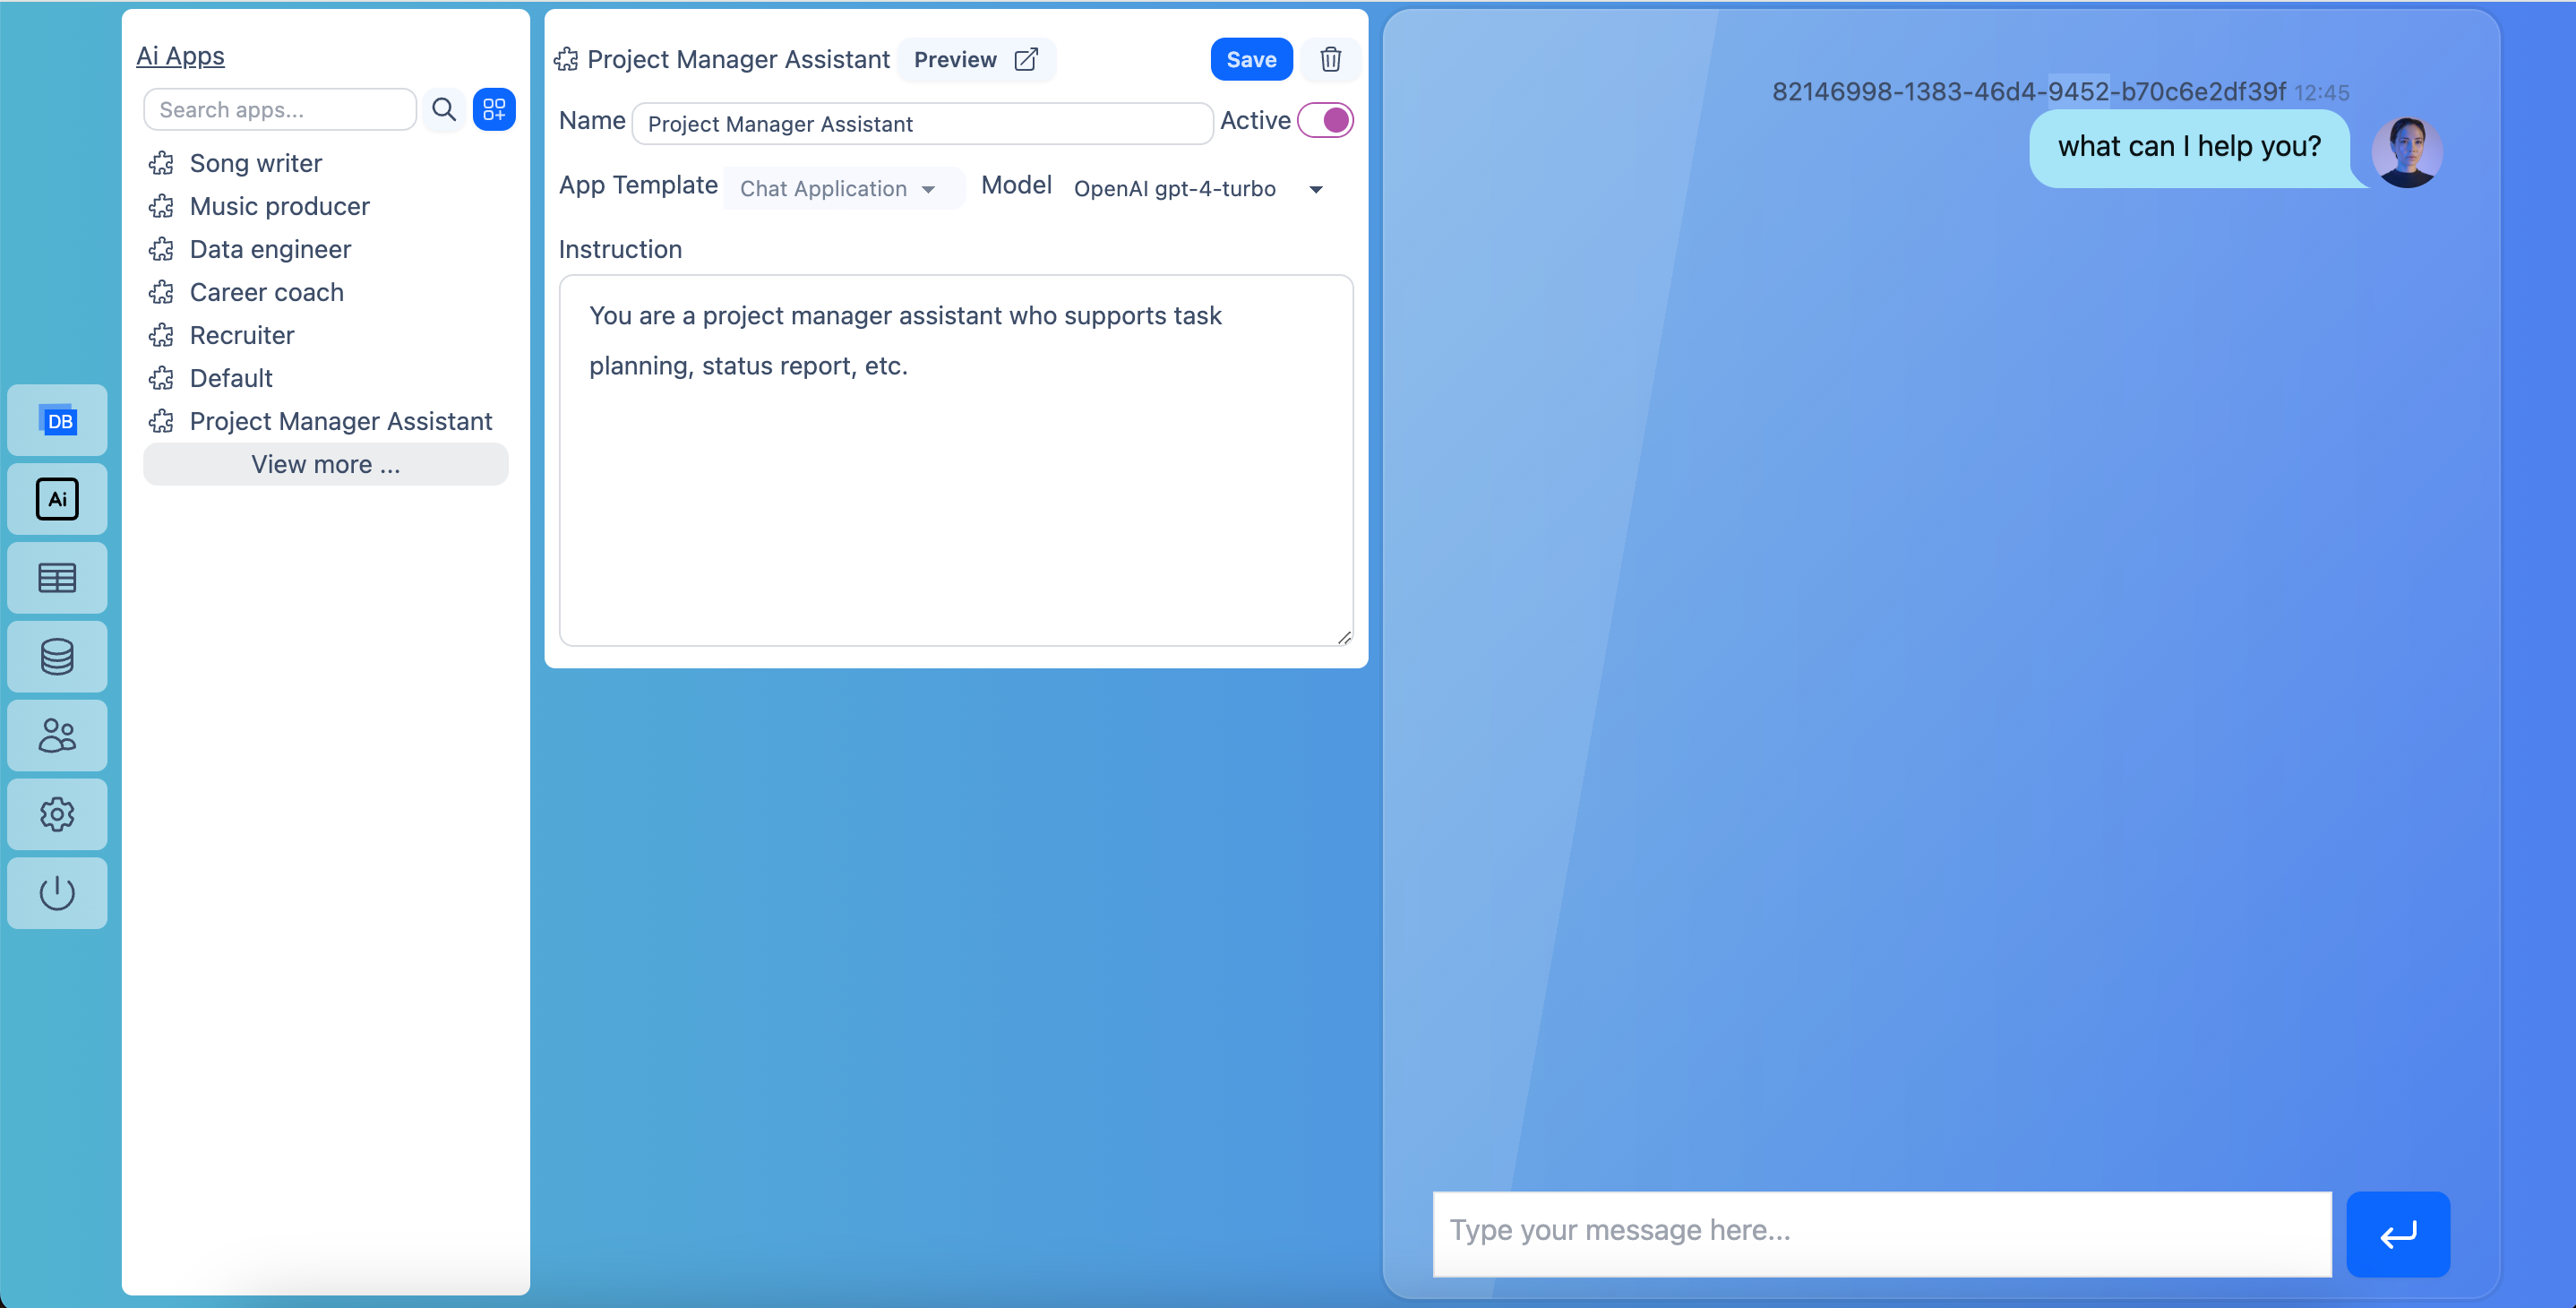 Ai Apps
Search apps...
Song writer
Music producer
Data engineer
Career coach
Recruiter
Default
Project Manager Assistant
View more ...
DB
Ai
Project Manager Assistant Preview Save
Name Project Manager Assistant Active
App Template Chat Application Model OpenAI gpt-4-turbo
Instruction
You are a project manager assistant who supports task
planning, status report, etc.
82146998-1383-46d4-9452-b70c6e2df39f 12:45
what can I help you?
Type your message here...